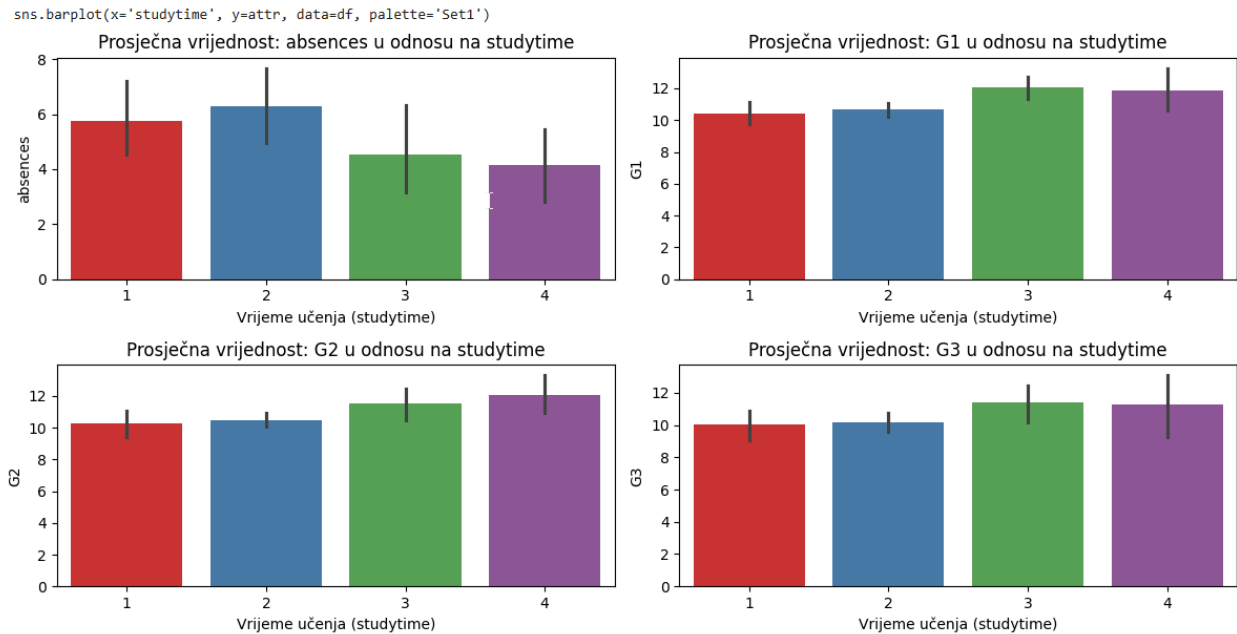 sns.barplot(x='studytime', y=attr, data=df, palette='Set1')
Prosječna vrijednost: absences u odnosu na studytime
8
6
4
2
0
absences
1 2 3 4
Vrijeme učenja (studytime)
Prosječna vrijednost: G1 u odnosu na studytime
12
10
8
6
4
2
0
G1
1 2 3 4
Vrijeme učenja (studytime)
Prosječna vrijednost: G2 u odnosu na studytime
12
10
8
6
4
2
0
G2
1 2 3 4
Vrijeme učenja (studytime)
Prosječna vrijednost: G3 u odnosu na studytime
12
10
8
6
4
2
0
G3
1 2 3 4
Vrijeme učenja (studytime)